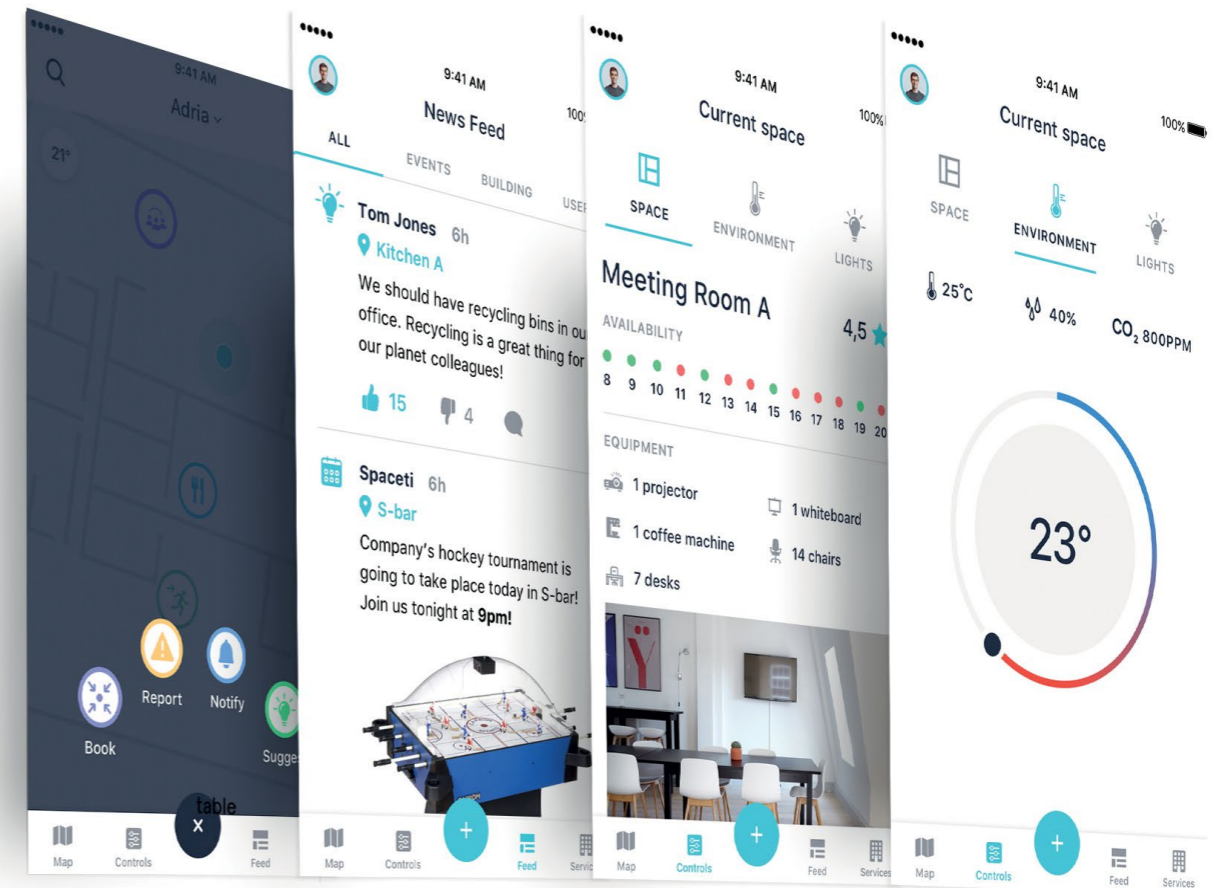 9:41 AM
Adria
21°
Book
Report
Notify
table
x
Map
Controls
Feed
9:41 AM
News Feed
ALL
EVENTS
BUILDING
Tom Jones 6h
Kitchen A
We should have recycling bins in
office. Recycling is a great thing for
our planet colleagues!
15
4
Spaceti 6h
S-bar
Company's hockey tournament is
going to take place today in S-bar!
Join us tonight at 9pm!
Map
Controls
+
Feed
9:41 AM
100%
Current space
SPACE
ENVIRONMENT
LIGHTS
Meeting Room A
4,5
AVAILABILITY
8 9 10 11 12 13 14 15 16 17 18 19 20
EQUIPMENT
1 projector
1 whiteboard
1 coffee machine
14 chairs
7 desks
Map
Controls
+
Feed
Services
9:41 AM
100%
Current space
SPACE
ENVIRONMENT
LIGHTS
25°C
40%
CO₂ 800PPM
23°
Map
Controls
+
Feed
Services